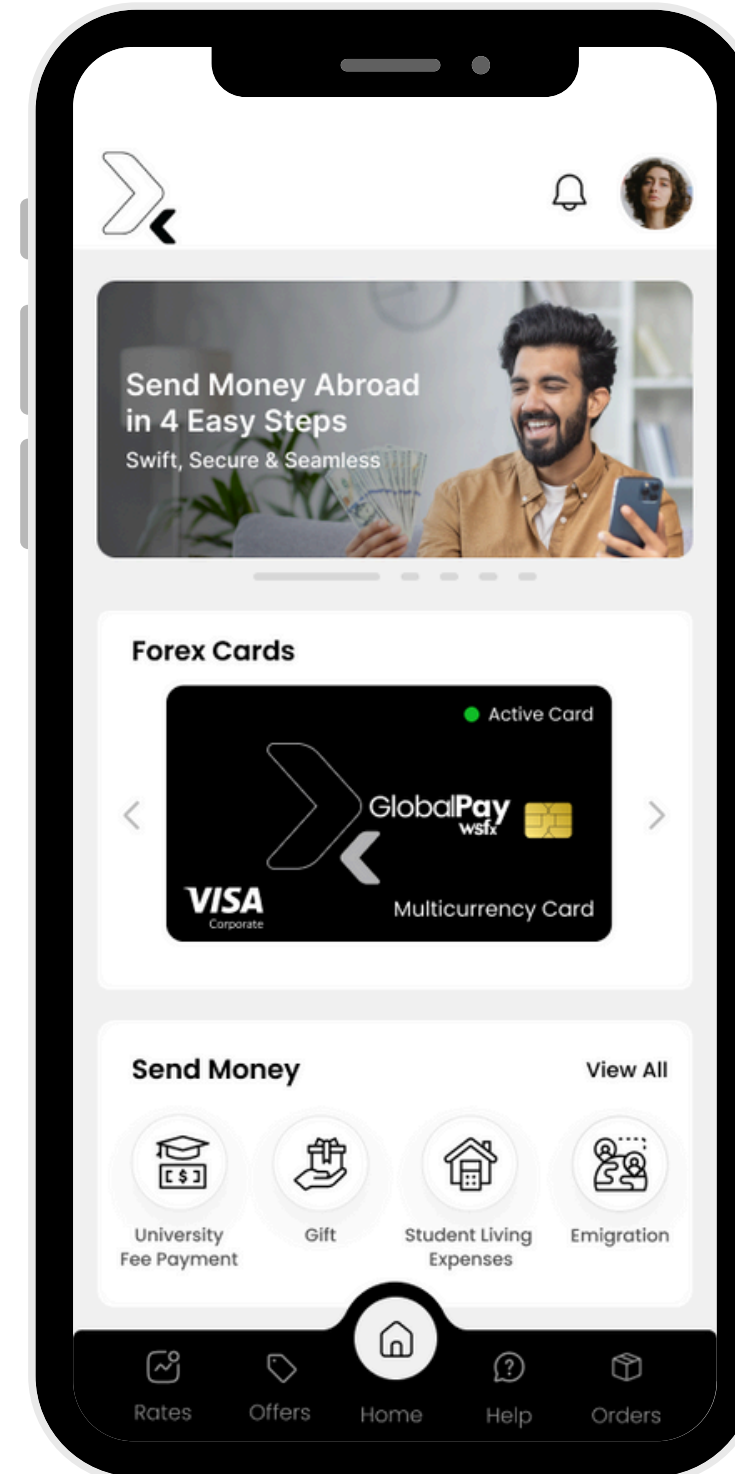 Send Money Abroad
in 4 Easy Steps
Swift, Secure & Seamless
Forex Cards
Active Card
GlobalPay
wsfx
VISA
Corporate
Multicurrency Card
Send Money
View All
$
University
Fee Payment
Gift
Student Living
Expenses
Emigration
Rates
Offers
Home
Help
Orders